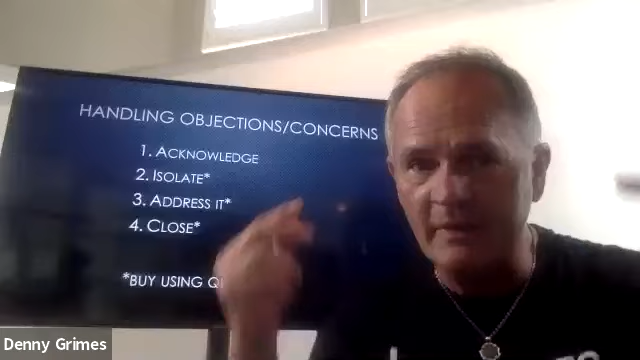 HANDLING OBJECTIONS/CONCERNS
1. ACKNOWLEDGE
2. ISOLATE*
3. ADDRESS IT*
4. CLOSE*
*BUY USING
Denny Grimes